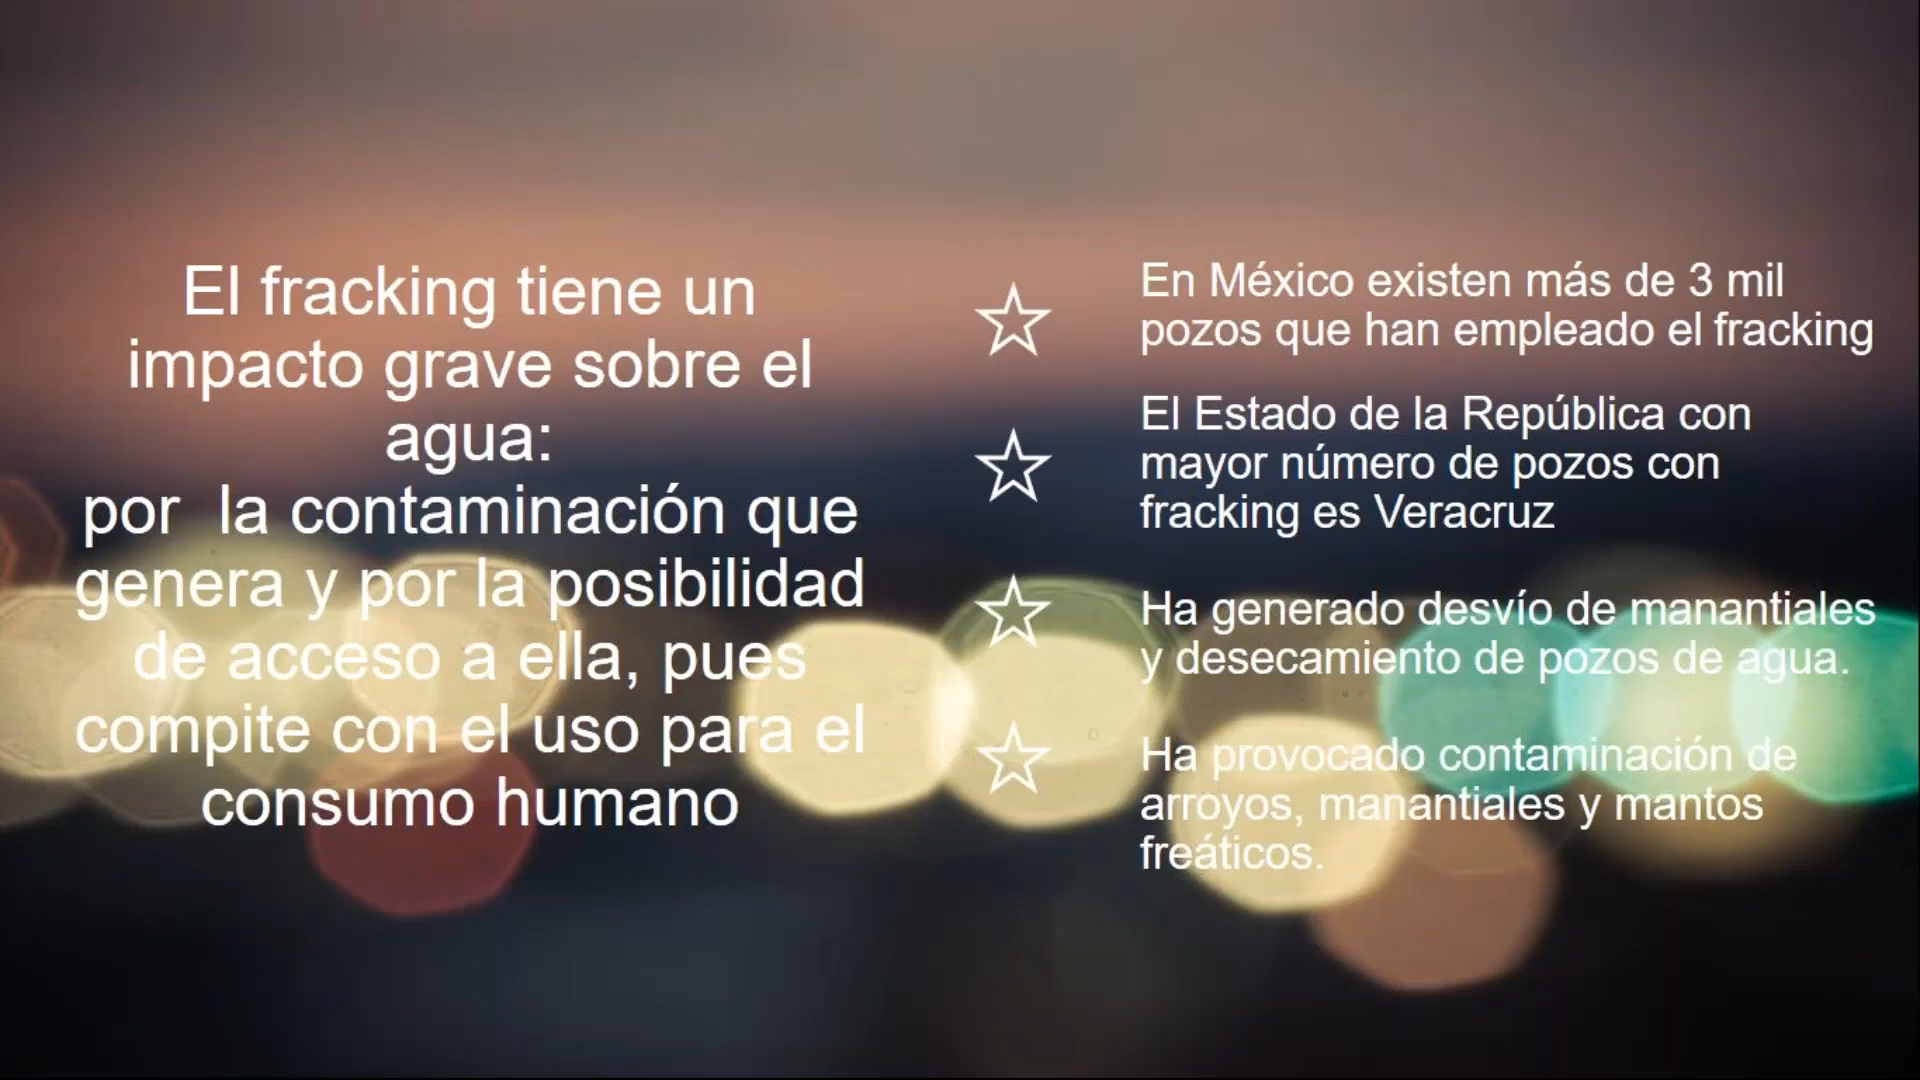 El fracking tiene un
impacto grave sobre el
agua:
por  la contaminación que
genera y por la posibilidad
de acceso a ella, pues
compite con el uso para el
consumo humano
En México existen más de 3 mil
pozos que han empleado el fracking
El Estado de la República con
mayor número de pozos con
fracking es Veracruz
Ha generado desvío de manantiales
y desecamiento de pozos de agua.
Ha provocado contaminación de
arroyos, manantiales y mantos
freáticos.